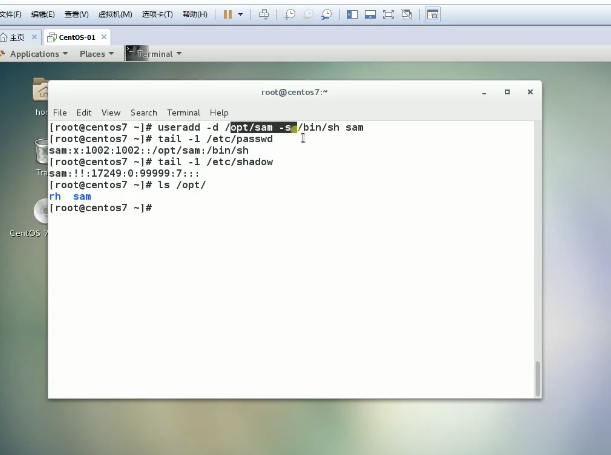 文件(F) 编辑(E) 查看(V) 虚拟机(M) 选项卡(T) 帮助(H)
主页 × CentOS-01 ×
Applications Places Terminal
root@centos7:~
File Edit View Search Terminal Help
[root@centos7 ~]# useradd -d /opt/sam -s /bin/sh sam
[root@centos7 ~]# tail -1 /etc/passwd
sam:x:1002:1002::/opt/sam:/bin/sh
[root@centos7 ~]# tail -1 /etc/shadow
sam:!!:17249:0:99999:7:::
[root@centos7 ~]# ls /opt/
rh sam
[root@centos7 ~]#
CentOS 7